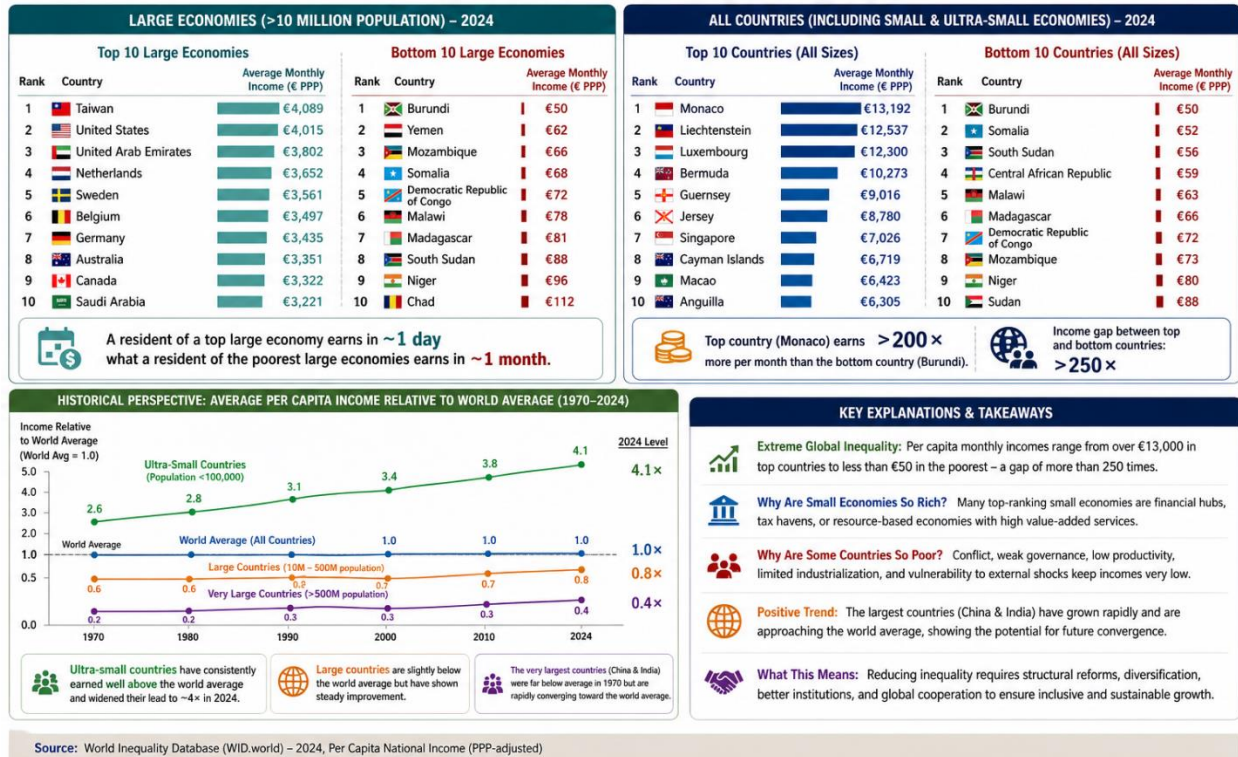 LARGE ECONOMIES (>10 MILLION POPULATION) – 2024
Top 10 Large Economies
Rank Country Average Monthly Income (€ PPP)
1 Taiwan €4,089
2 United States €4,015
3 United Arab Emirates €3,802
4 Netherlands €3,652
5 Sweden €3,561
6 Belgium €3,497
7 Germany €3,435
8 Australia €3,351
9 Canada €3,322
10 Saudi Arabia €3,221
Bottom 10 Large Economies
Rank Country Average Monthly Income (€ PPP)
1 Burundi €50
2 Yemen €62
3 Mozambique €66
4 Somalia €68
5 Democratic Republic of Congo €72
6 Malawi €78
7 Madagascar €81
8 South Sudan €88
9 Niger €96
10 Chad €112
A resident of a top large economy earns in ~1 day
what a resident of the poorest large economies earns in ~1 month.
ALL COUNTRIES (INCLUDING SMALL & ULTRA-SMALL ECONOMIES) – 2024
Top 10 Countries (All Sizes)
Rank Country Average Monthly Income (€ PPP)
1 Monaco €13,192
2 Liechtenstein €12,537
3 Luxembourg €12,300
4 Bermuda €10,273
5 Guernsey €9,016
6 Jersey €8,780
7 Singapore €7,026
8 Cayman Islands €6,719
9 Macao €6,423
10 Anguilla €6,305
Bottom 10 Countries (All Sizes)
Rank Country Average Monthly Income (€ PPP)
1 Burundi €50
2 Somalia €52
3 South Sudan €56
4 Central African Republic €59
5 Malawi €63
6 Madagascar €66
7 Democratic Republic of Congo €72
8 Mozambique €73
9 Niger €80
10 Sudan €88
Top country (Monaco) earns >200×
more per month than the bottom country (Burundi).
Income gap between top
and bottom countries:
>250×
HISTORICAL PERSPECTIVE: AVERAGE PER CAPITA INCOME RELATIVE TO WORLD AVERAGE (1970–2024)
Income Relative
to World Average
(World Avg = 1.0)
2024 Level
5.0
4.0
3.0
2.0
1.0
0.5
0.0
Ultra-Small Countries
(Population <100,000)
2.6 2.8 3.1 3.4 3.8 4.1
4.1×
World Average
World Average (All Countries)
1.0 1.0 1.0
1.0×
Large Countries (10M – 500M population)
0.6 0.6 0.7 0.8
0.8×
Very Large Countries (>500M population)
0.2 0.2 0.3 0.3 0.3 0.4
0.4×
1970 1980 1990 2000 2010 2024
Ultra-small countries have consistently
earned well above the world average
and widened their lead to ~4× in 2024.
Large countries are slightly below
the world average but have shown
steady improvement.
The very largest countries (China & India)
were far below average in 1970 but are
rapidly converging toward the world average.
KEY EXPLANATIONS & TAKEAWAYS
Extreme Global Inequality: Per capita monthly incomes range from over €13,000 in
top countries to less than €50 in the poorest – a gap of more than 250 times.
Why Are Small Economies So Rich? Many top-ranking small economies are financial hubs,
tax havens, or resource-based economies with high value-added services.
Why Are Some Countries So Poor? Conflict, weak governance, low productivity,
limited industrialization, and vulnerability to external shocks keep incomes very low.
Positive Trend: The largest countries (China & India) have grown rapidly and are
approaching the world average, showing the potential for future convergence.
What This Means: Reducing inequality requires structural reforms, diversification,
better institutions, and global cooperation to ensure inclusive and sustainable growth.
Source: World Inequality Database (WID.world) – 2024, Per Capita National Income (PPP-adjusted)